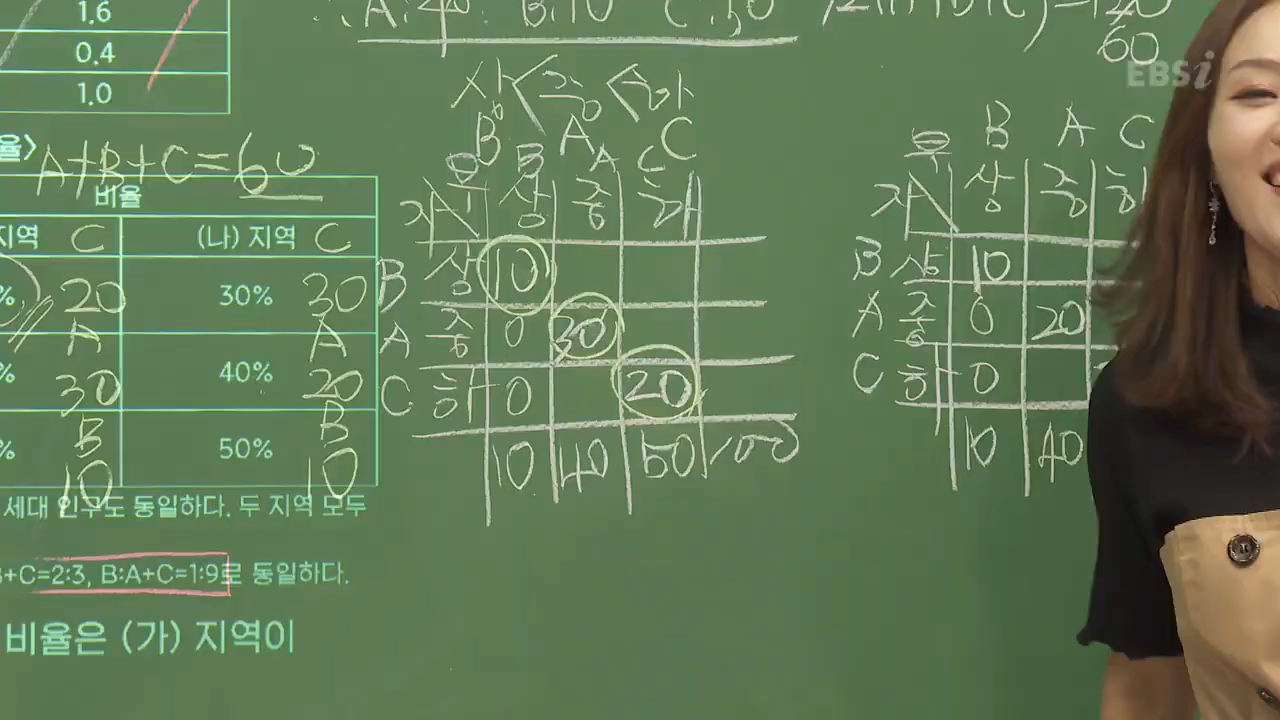 ∴ A:40 B:10 C:50
60
EBSi
1.6
0.4
1.0
율>
A+B+C=60
비율
지역 C (나) 지역 C
% 20 30% 30
A A
% 30 40% 20
B B
% 10 50% 10
세대 인구도 동일하다. 두 지역 모두
B+C=2:3, B:A+C=1:9로 동일하다.
비율은 (가) 지역이
상<중<하
B A C
B A C
부 상 중 하
자
B 상 10
A 중 0 30
C 하 0 20
10 40 50 100
B A C
부 상 중 하
자
B 상 10
A 중 0 20
C 하 0
10 40